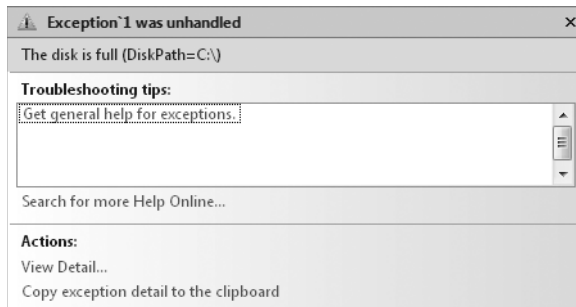 Exception`1 was unhandled
The disk is full (DiskPath=C:\)
Troubleshooting tips:
Get general help for exceptions.
Search for more Help Online...
Actions:
View Detail...
Copy exception detail to the clipboard